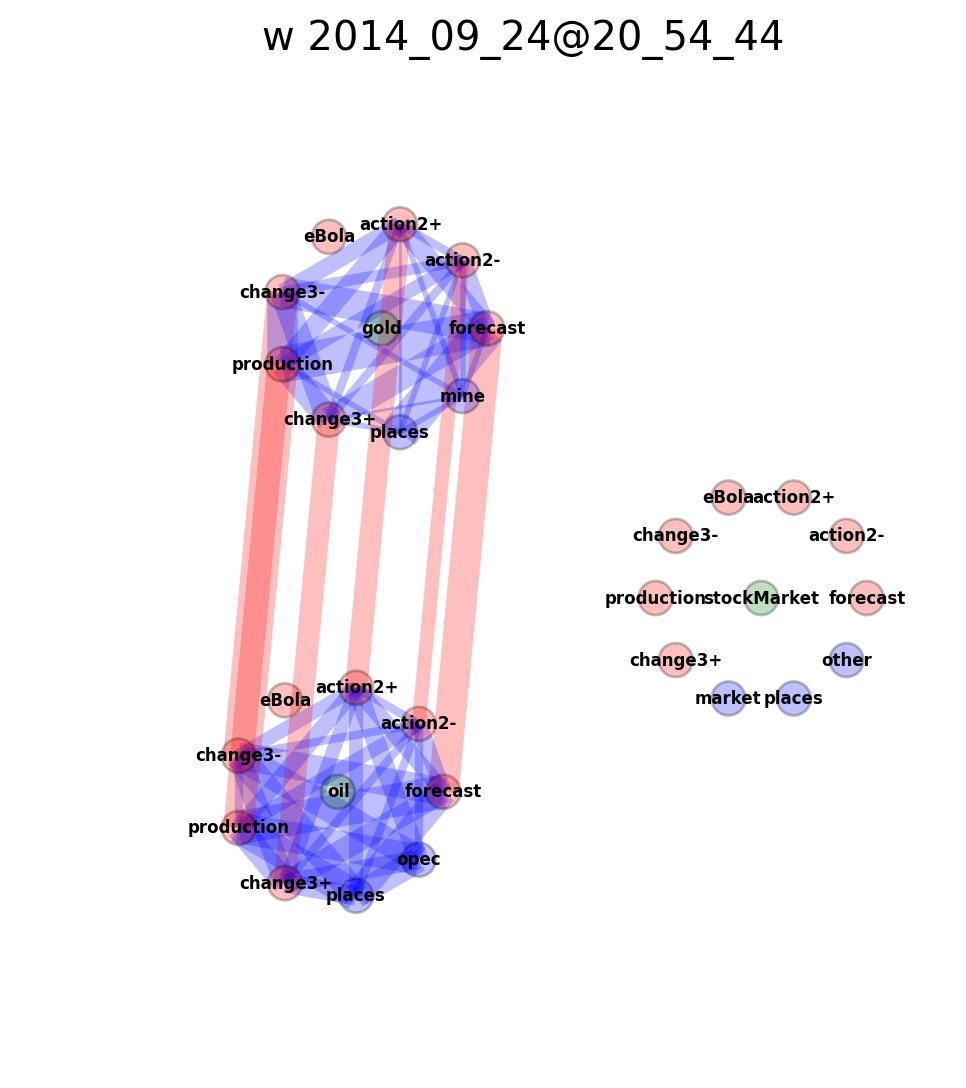 w 2014_09_24@20_54_44
eBola
action2+
action2-
change3-
gold
forecast
production
mine
change3+
places
eBola
action2+
change3-
action2-
production
stockMarket
forecast
change3+
other
market
places
eBola
action2+
action2-
change3-
oil
forecast
production
opec
change3+
places